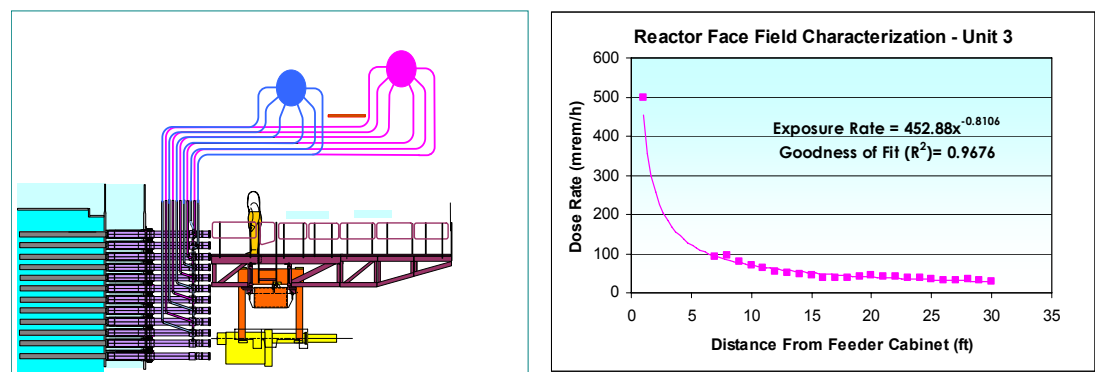 Reactor Face Field Characterization - Unit 3
600
500
400
300
200
100
0
Dose Rate (mrem/h)
Exposure Rate = 452.88x^-0.8106
Goodness of Fit (R²)= 0.9676
0 5 10 15 20 25 30 35
Distance From Feeder Cabinet (ft)